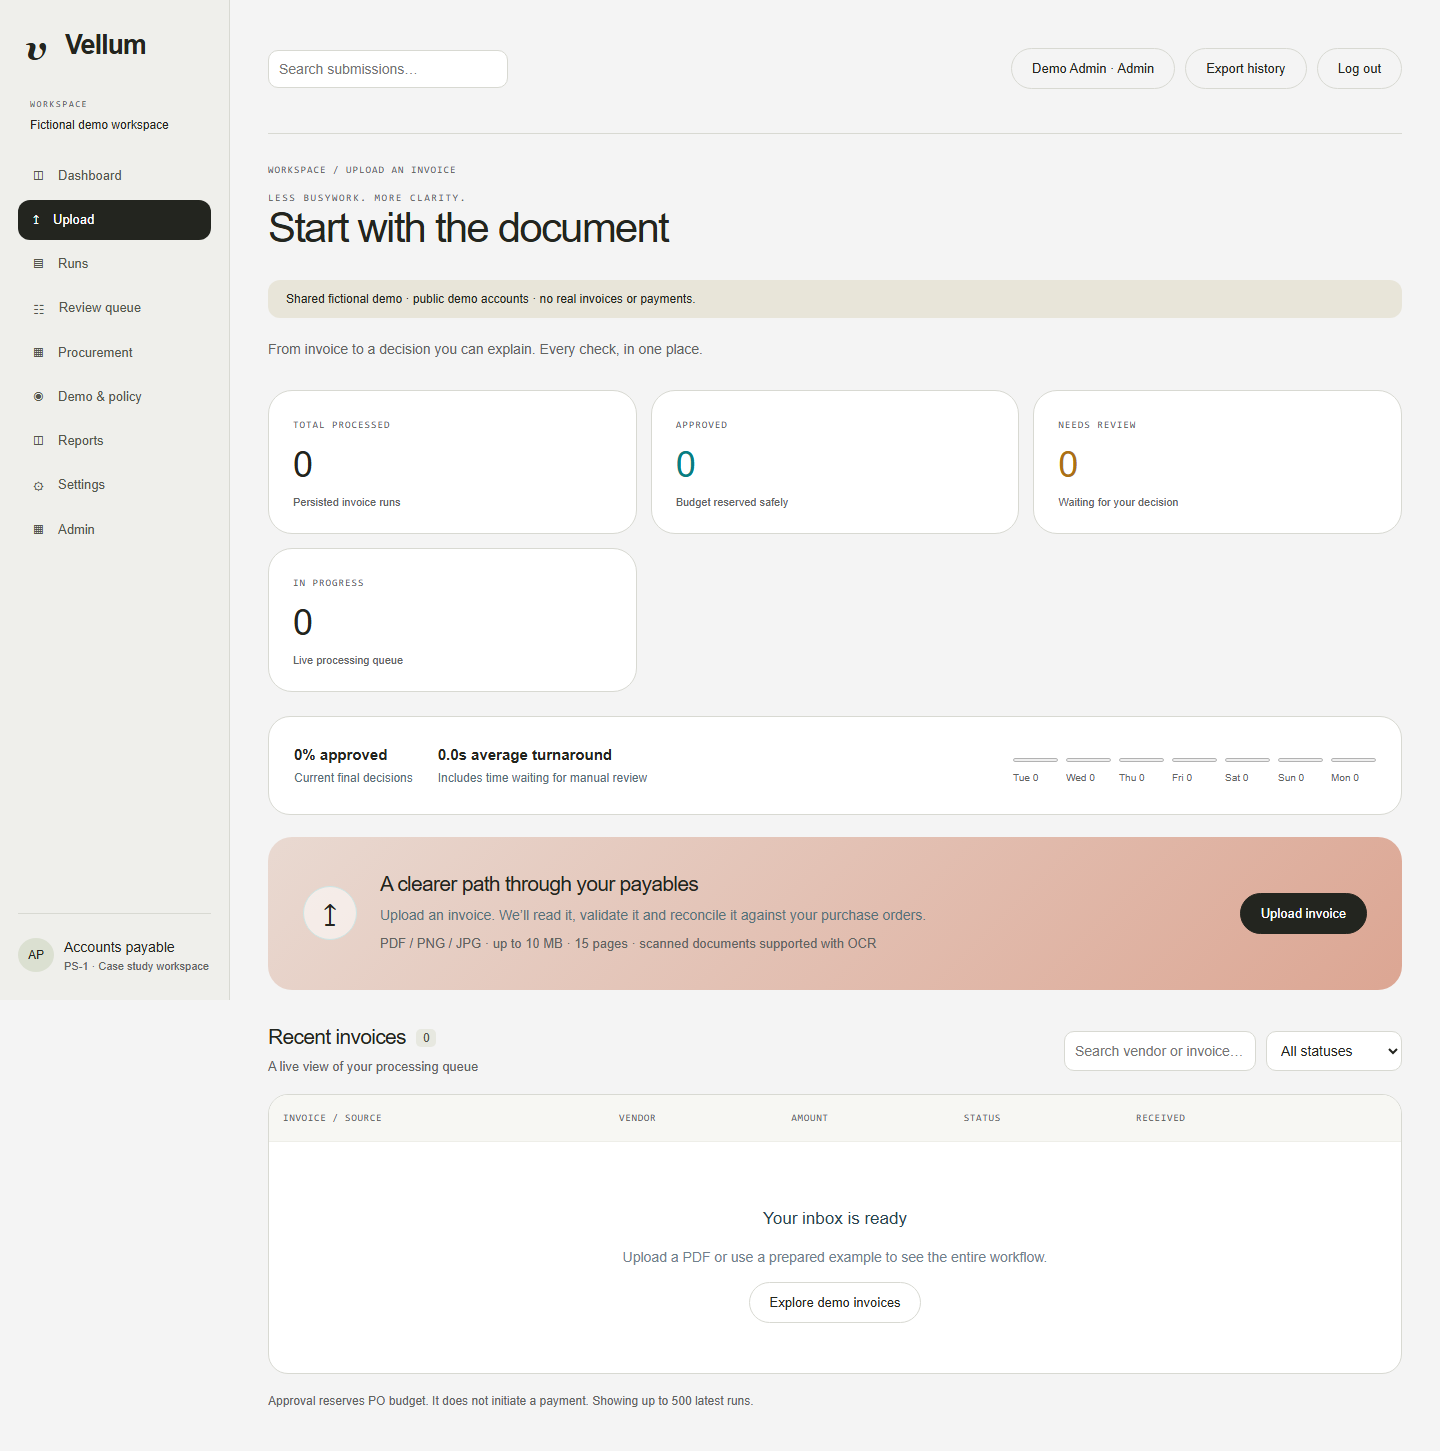 v Vellum
WORKSPACE
Fictional demo workspace
Dashboard
Upload
Runs
Review queue
Procurement
Demo & policy
Reports
Settings
Admin
AP
Accounts payable
PS-1 · Case study workspace
Search submissions…
Demo Admin · Admin
Export history
Log out
WORKSPACE / UPLOAD AN INVOICE
LESS BUSYWORK. MORE CLARITY.
Start with the document
Shared fictional demo · public demo accounts · no real invoices or payments.
From invoice to a decision you can explain. Every check, in one place.
TOTAL PROCESSED
0
Persisted invoice runs
APPROVED
0
Budget reserved safely
NEEDS REVIEW
0
Waiting for your decision
IN PROGRESS
0
Live processing queue
0% approved
Current final decisions
0.0s average turnaround
Includes time waiting for manual review
Tue 0
Wed 0
Thu 0
Fri 0
Sat 0
Sun 0
Mon 0
A clearer path through your payables
Upload an invoice. We’ll read it, validate it and reconcile it against your purchase orders.
PDF / PNG / JPG · up to 10 MB · 15 pages · scanned documents supported with OCR
Upload invoice
Recent invoices 0
A live view of your processing queue
Search vendor or invoice…
All statuses
INVOICE / SOURCE
VENDOR
AMOUNT
STATUS
RECEIVED
Your inbox is ready
Upload a PDF or use a prepared example to see the entire workflow.
Explore demo invoices
Approval reserves PO budget. It does not initiate a payment. Showing up to 500 latest runs.